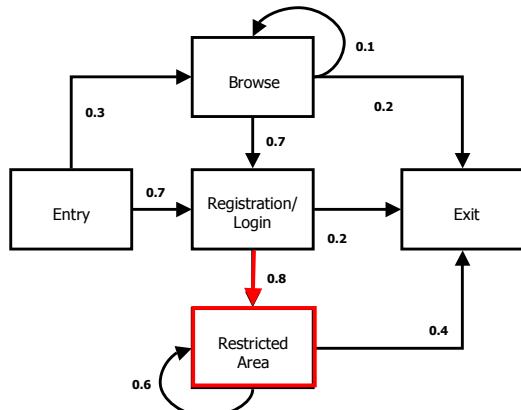 0.1
Browse
0.3
0.2
0.7
0.7
Entry
Registration/
Login
Exit
0.2
0.8
Restricted
Area
0.4
0.6